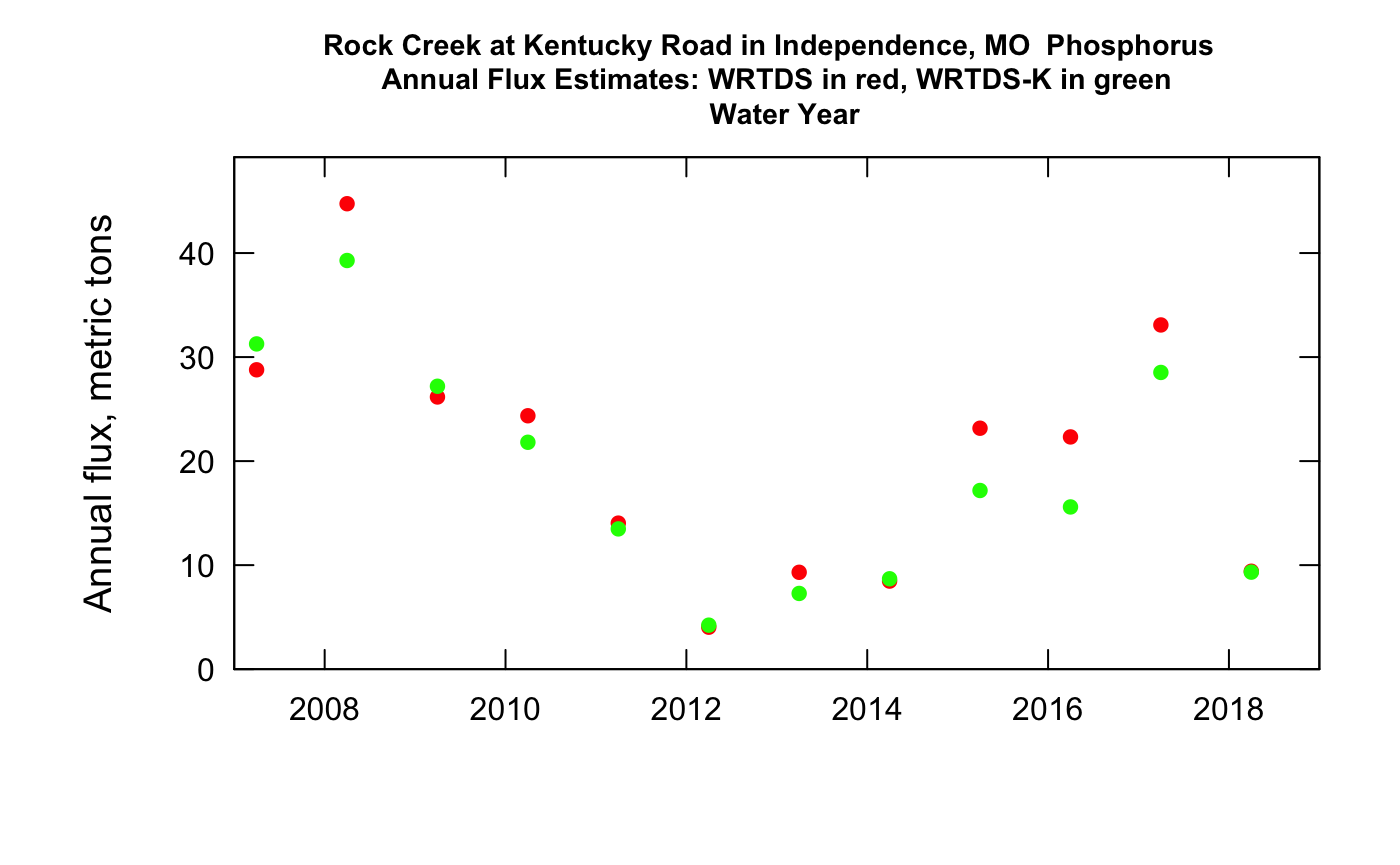 Rock Creek at Kentucky Road in Independence, MO  Phosphorus
Annual Flux Estimates: WRTDS in red, WRTDS-K in green
Water Year
Annual flux, metric tons
40
30
20
10
0
2008 2010 2012 2014 2016 2018